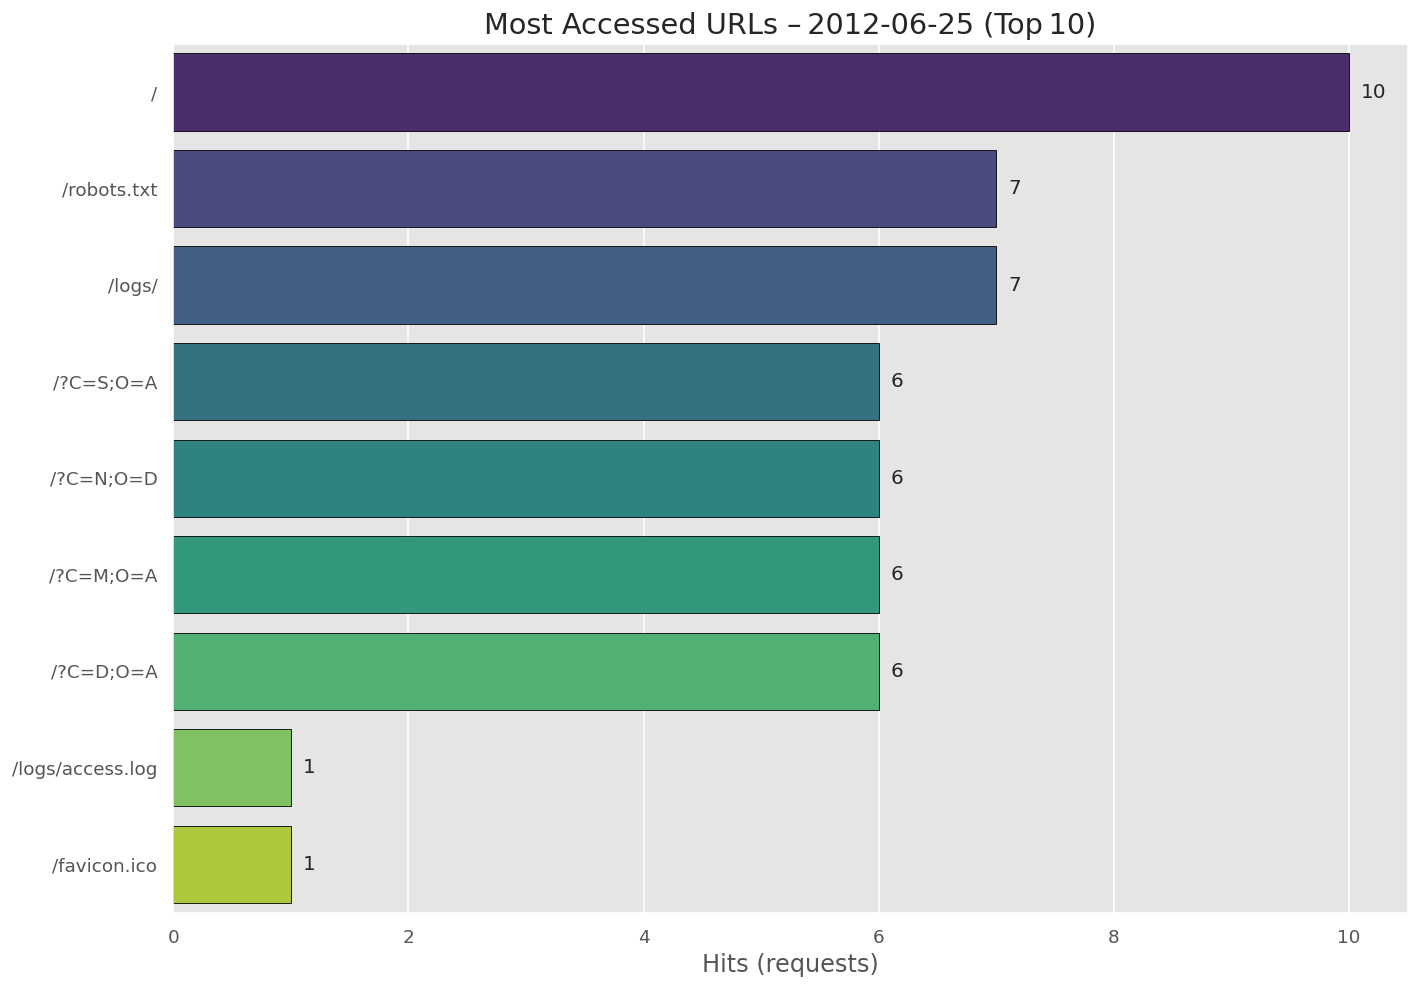 Most Accessed URLs – 2012-06-25 (Top 10)
/ 10
/robots.txt 7
/logs/ 7
/?C=S;O=A 6
/?C=N;O=D 6
/?C=M;O=A 6
/?C=D;O=A 6
/logs/access.log 1
/favicon.ico 1
0 2 4 6 8 10
Hits (requests)